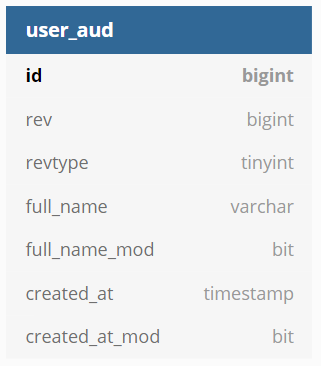 user_aud
id bigint
rev bigint
revtype tinyint
full_name varchar
full_name_mod bit
created_at timestamp
created_at_mod bit